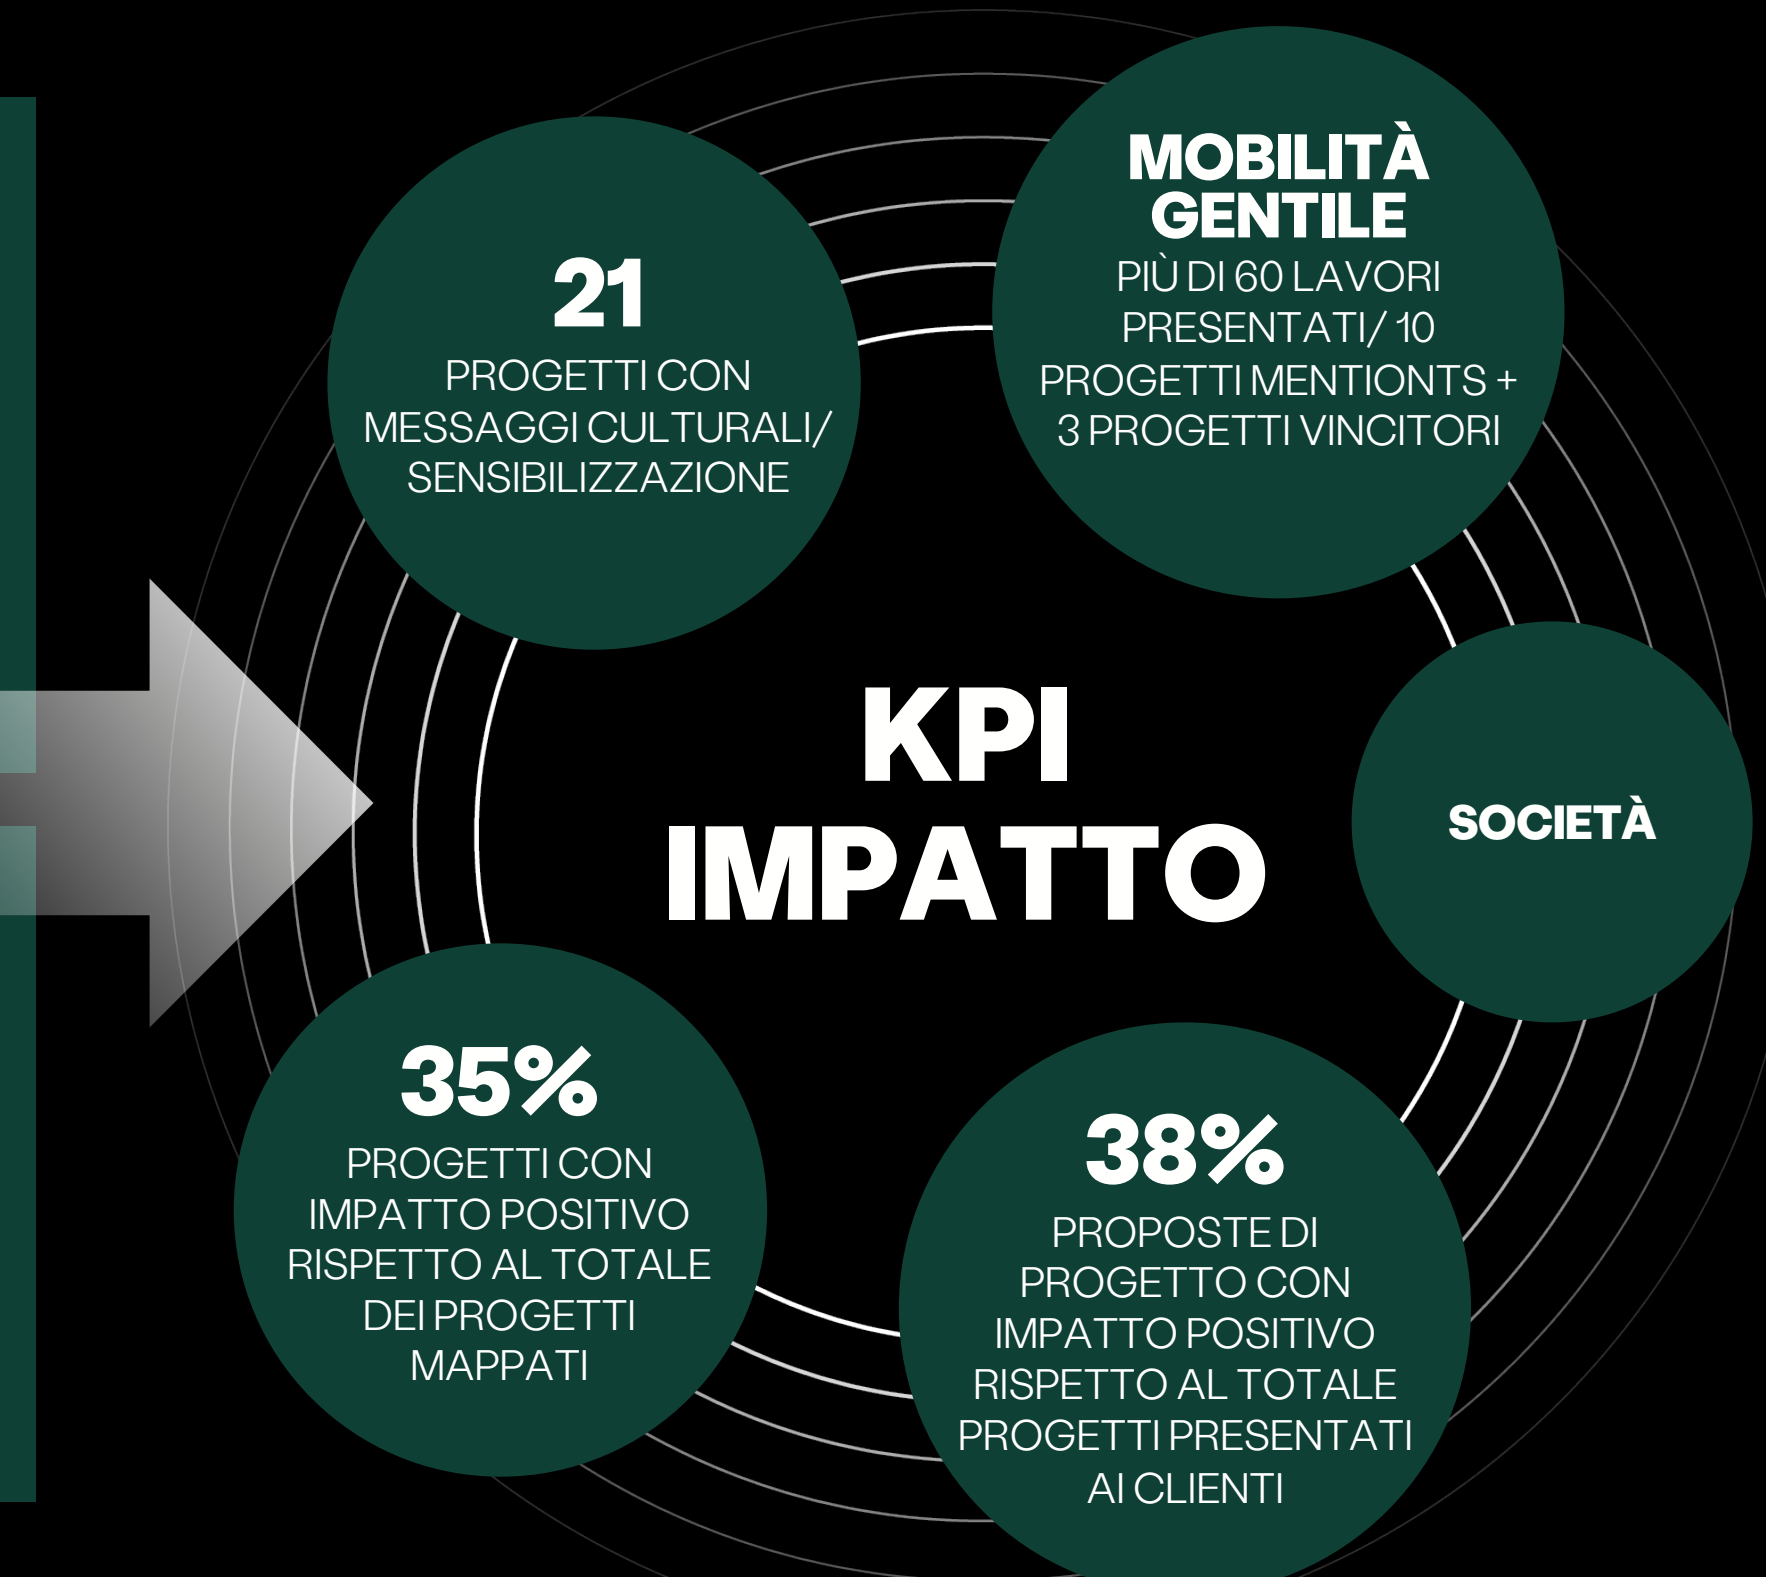 21
PROGETTI CON
MESSAGGI CULTURALI/
SENSIBILIZZAZIONE
MOBILITÀ
GENTILE
PIÙ DI 60 LAVORI
PRESENTATI/ 10
PROGETTI MENTIONTS +
3 PROGETTI VINCITORI
KPI
IMPATTO
SOCIETÀ
35%
PROGETTI CON
IMPATTO POSITIVO
RISPETTO AL TOTALE
DEI PROGETTI
MAPPATI
38%
PROPOSTE DI
PROGETTO CON
IMPATTO POSITIVO
RISPETTO AL TOTALE
PROGETTI PRESENTATI
AI CLIENTI